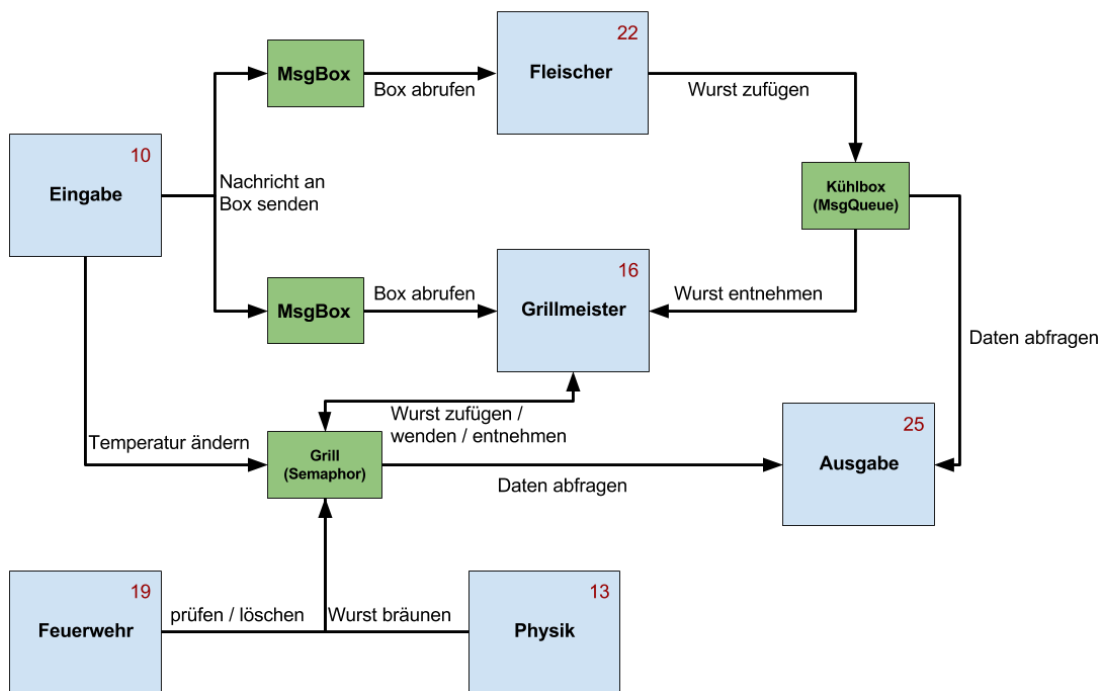 22
Fleischer
MsgBox
Box abrufen
Wurst zufügen
10
Eingabe
Nachricht an
Box senden
Kühlbox
(MsgQueue)
16
Grillmeister
MsgBox
Box abrufen
Wurst entnehmen
Daten abfragen
Wurst zufügen /
wenden / entnehmen
Temperatur ändern
Grill
(Semaphor)
Daten abfragen
25
Ausgabe
19
Feuerwehr
prüfen / löschen
Wurst bräunen
13
Physik